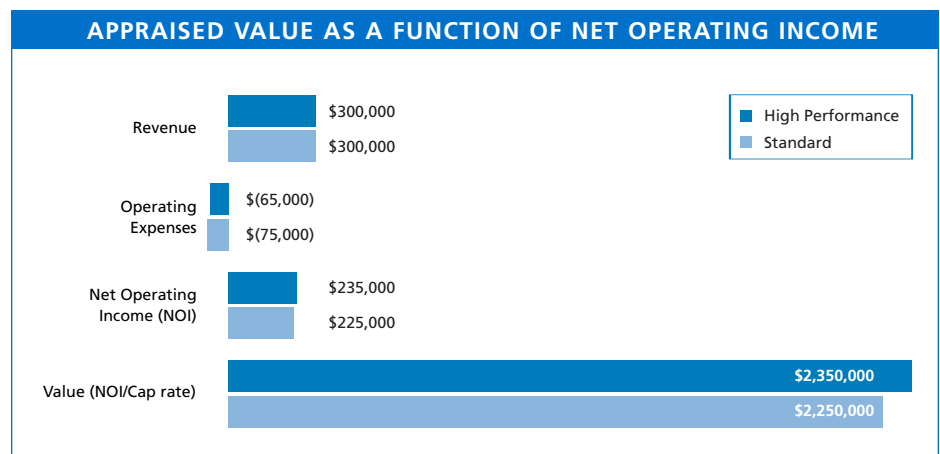 APPRAISED VALUE AS A FUNCTION OF NET OPERATING INCOME
High Performance
Standard
Revenue
$300,000
$300,000
Operating
Expenses
$(65,000)
$(75,000)
Net Operating
Income (NOI)
$235,000
$225,000
Value (NOI/Cap rate)
$2,350,000
$2,250,000